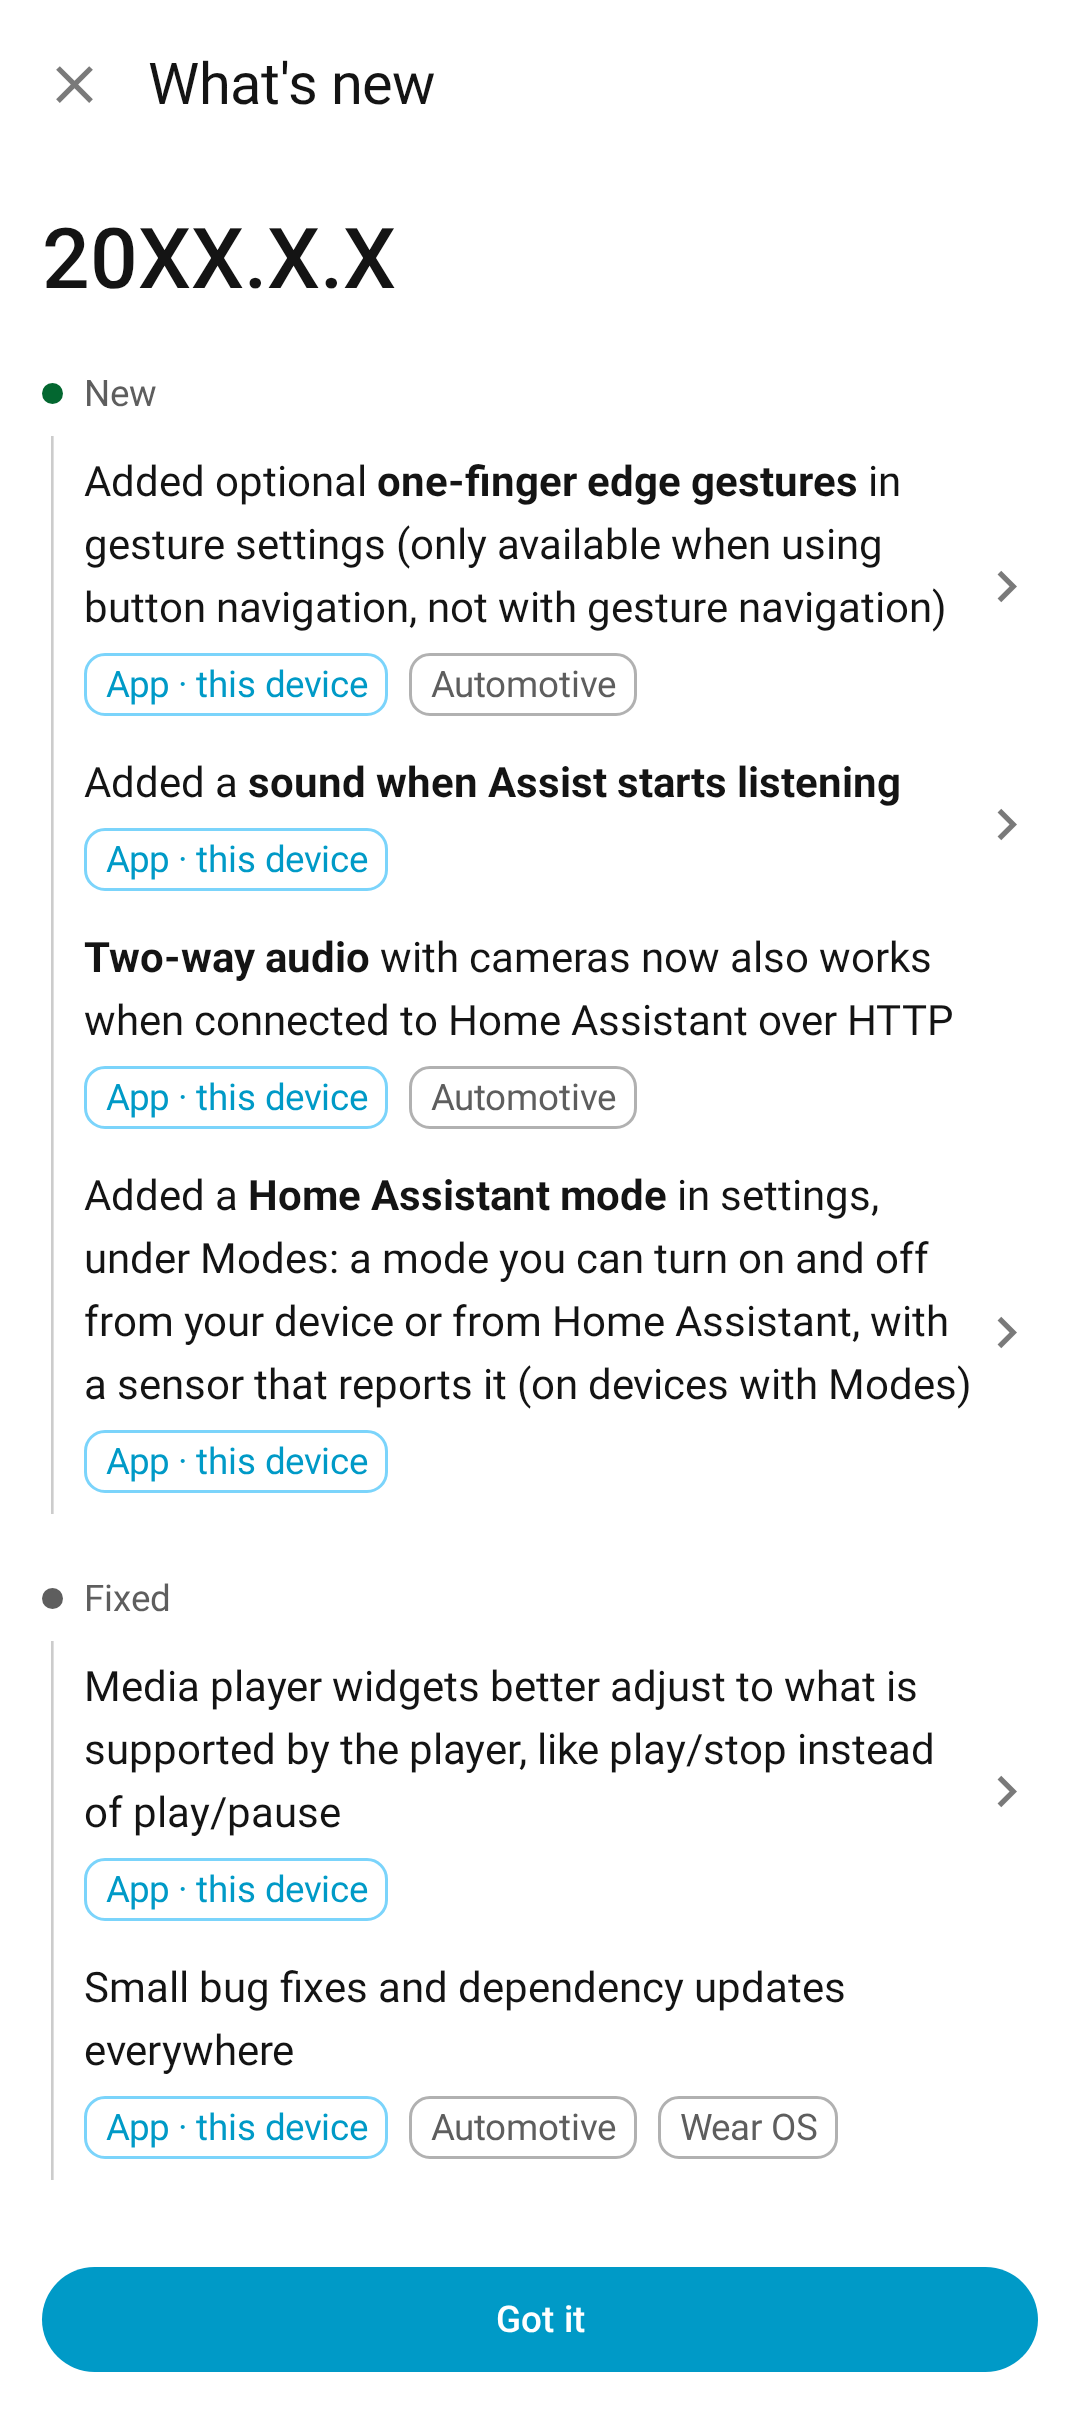 What's new
20XX.X.X
New
Added optional one-finger edge gestures in
gesture settings (only available when using
button navigation, not with gesture navigation)
App · this device
Automotive
Added a sound when Assist starts listening
App · this device
Two-way audio with cameras now also works
when connected to Home Assistant over HTTP
App · this device
Automotive
Added a Home Assistant mode in settings,
under Modes: a mode you can turn on and off
from your device or from Home Assistant, with
a sensor that reports it (on devices with Modes)
App · this device
Fixed
Media player widgets better adjust to what is
supported by the player, like play/stop instead
of play/pause
App · this device
Small bug fixes and dependency updates
everywhere
App · this device
Automotive
Wear OS
Got it